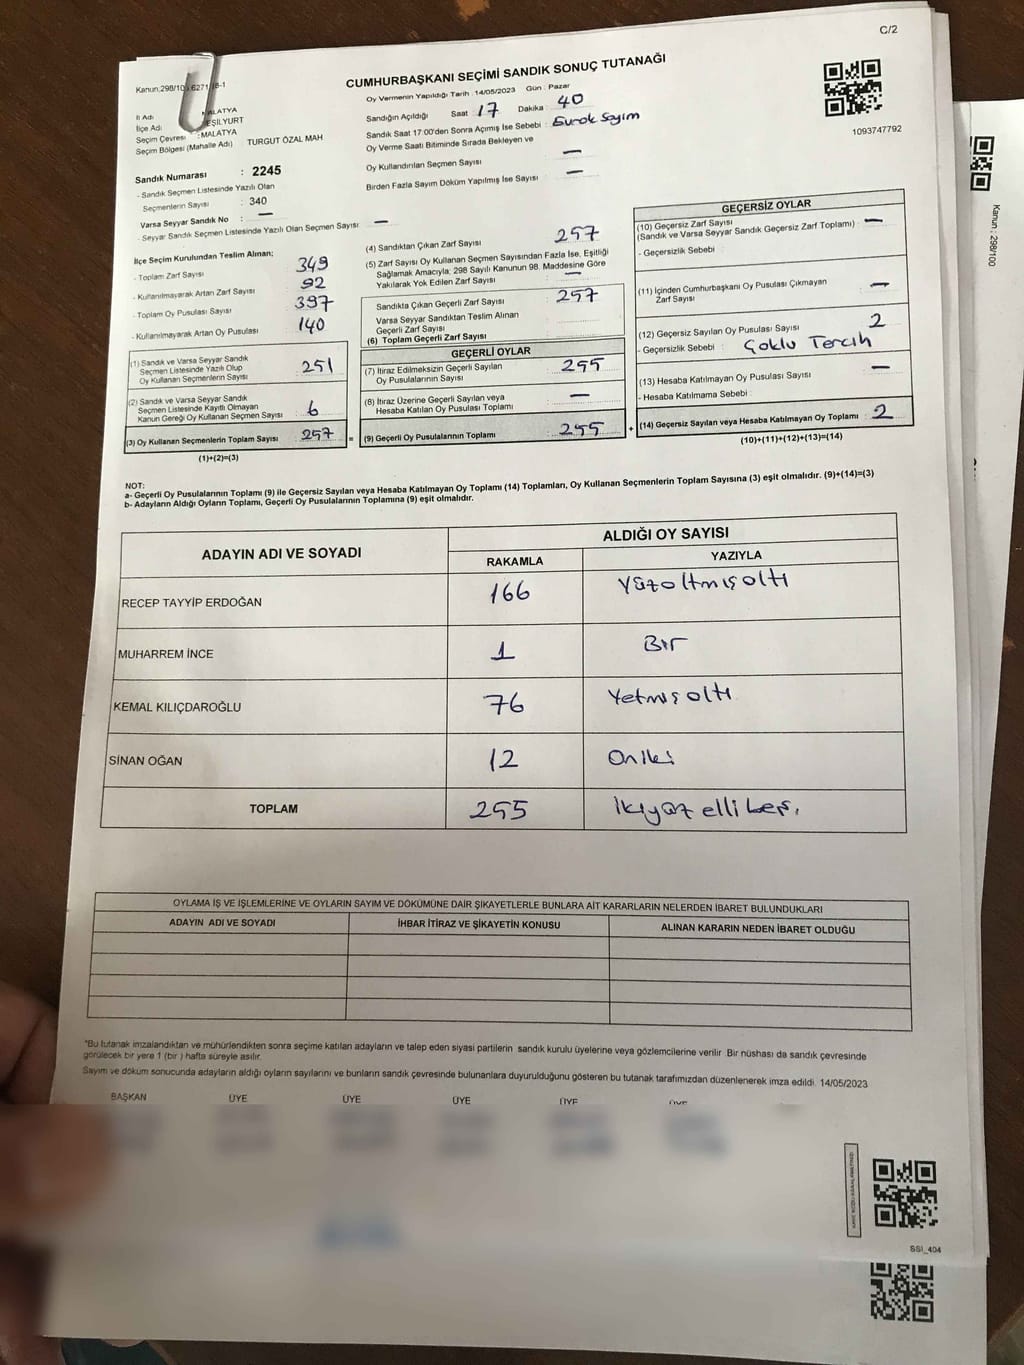 C/2
CUMHURBAŞKANI SEÇİMİ SANDIK SONUÇ TUTANAĞI
Oy Vermenin Yapıldığı Tarih : 14/05/2023 Gün : Pazar
İl Adı : MALATYA
İlçe Adı YEŞİLYURT
Seçim Çevresi : MALATYA
Seçim Bölgesi (Mahalle Adı) TURGUT ÖZAL MAH
Sandık Numarası : 2245
- Sandık Seçmen Listesinde Yazılı Olan
Seçmenlerin Sayısı : 340
Varsa Seyyar Sandık No : —
- Seyyar Sandık Seçmen Listesinde Yazılı Olan Seçmen Sayısı : —
Sandığın Açıldığı Saat 17 Dakika : 40
Sandık Saat 17:00'den Sonra Açımış İse Sebebi :
Oy Verme Saati Bitiminde Sırada Bekleyen ve
Oy Kullandırılan Seçmen Sayısı —
Birden Fazla Sayım Döküm Yapılmış İse Sayısı : —
1093747792
İlçe Seçim Kurulundan Teslim Alınan;
- Toplam Zarf Sayısı 349
- Kullanılmayarak Artan Zarf Sayısı : 92
- Toplam Oy Pusulası Sayısı 397
- Kullanılmayarak Artan Oy Pusulası 140
(1) Sandık ve Varsa Seyyar Sandık
Seçmen Listesinde Yazılı Olup
Oy Kullanan Seçmenlerin Sayısı : 251
(2) Sandık ve Varsa Seyyar Sandık
Seçmen Listesinde Kayıtlı Olmayan
Kanun Gereği Oy Kullanan Seçmen Sayısı : 6
(3) Oy Kullanan Seçmenlerin Toplam Sayısı : 257 =
(1)+(2)=(3)
(4) Sandıktan Çıkan Zarf Sayısı 257
(5) Zarf Sayısı Oy Kullanan Seçmen Sayısından Fazla İse, Eşitliği
Sağlamak Amacıyla; 298 Sayılı Kanunun 98. Maddesine Göre
Yakılarak Yok Edilen Zarf Sayısı : —
Sandıkta Çıkan Geçerli Zarf Sayısı : 257
Varsa Seyyar Sandıktan Teslim Alınan
Geçerli Zarf Sayısı
(6) Toplam Geçerli Zarf Sayısı
GEÇERLİ OYLAR
(7) İtiraz Edilmeksizin Geçerli Sayılan
Oy Pusulalarının Sayısı : 255
(8) İtiraz Üzerine Geçerli Sayılan veya
Hesaba Katılan Oy Pusulası Toplamı : —
(9) Geçerli Oy Pusulalarının Toplamı : 255 +
GEÇERSİZ OYLAR
(10) Geçersiz Zarf Sayısı
(Sandık ve Varsa Seyyar Sandık Geçersiz Zarf Toplamı) : —
- Geçersizlik Sebebi :
(11) İçinden Cumhurbaşkanı Oy Pusulası Çıkmayan
Zarf Sayısı : —
(12) Geçersiz Sayılan Oy Pusulası Sayısı : 2
- Geçersizlik Sebebi : Çoklu Tercih
(13) Hesaba Katılmayan Oy Pusulası Sayısı : —
- Hesaba Katılmama Sebebi :
(14) Geçersiz Sayılan veya Hesaba Katılmayan Oy Toplamı : 2
(10)+(11)+(12)+(13)=(14)
NOT:
a- Geçerli Oy Pusulalarının Toplamı (9) ile Geçersiz Sayılan veya Hesaba Katılmayan Oy Toplamı (14) Toplamları, Oy Kullanan Seçmenlerin Toplam Sayısına (3) eşit olmalıdır. (9)+(14)=(3)
b- Adayların Aldığı Oyların Toplamı, Geçerli Oy Pusulalarının Toplamına (9) eşit olmalıdır.
ADAYIN ADI VE SOYADI ALDIĞI OY SAYISI
RAKAMLA YAZIYLA
RECEP TAYYİP ERDOĞAN 166 Yüzaltmışaltı
MUHARREM İNCE 1 Bir
KEMAL KILIÇDAROĞLU 76 Yetmişaltı
SİNAN OĞAN 12 Oniki
TOPLAM 255 ikiyüz elli beş.
OYLAMA İŞ VE İŞLEMLERİNE VE OYLARIN SAYIM VE DÖKÜMÜNE DAİR ŞİKAYETLERLE BUNLARA AİT KARARLARIN NELERDEN İBARET BULUNDUKLARI
ADAYIN ADI VE SOYADI İHBAR İTİRAZ VE ŞİKAYETİN KONUSU ALINAN KARARIN NEDEN İBARET OLDUĞU
*Bu tutanak imzalandıktan ve mühürlendikten sonra seçime katılan adayların ve talep eden siyasi partilerin sandık kurulu üyelerine veya gözlemcilerine verilir. Bir nüshası da sandık çevresinde
görülecek bir yere 1 (bir ) hafta süreyle asılır.
Sayım ve döküm sonucunda adayların aldığı oyların sayılarını ve bunların sandık çevresinde bulunanlara duyurulduğunu gösteren bu tutanak tarafımızdan düzenlenerek imza edildi. 14/05/2023
BAŞKAN ÜYE ÜYE ÜYE ÜYE ÜYE
SSİ_404
Kanun : 298/100